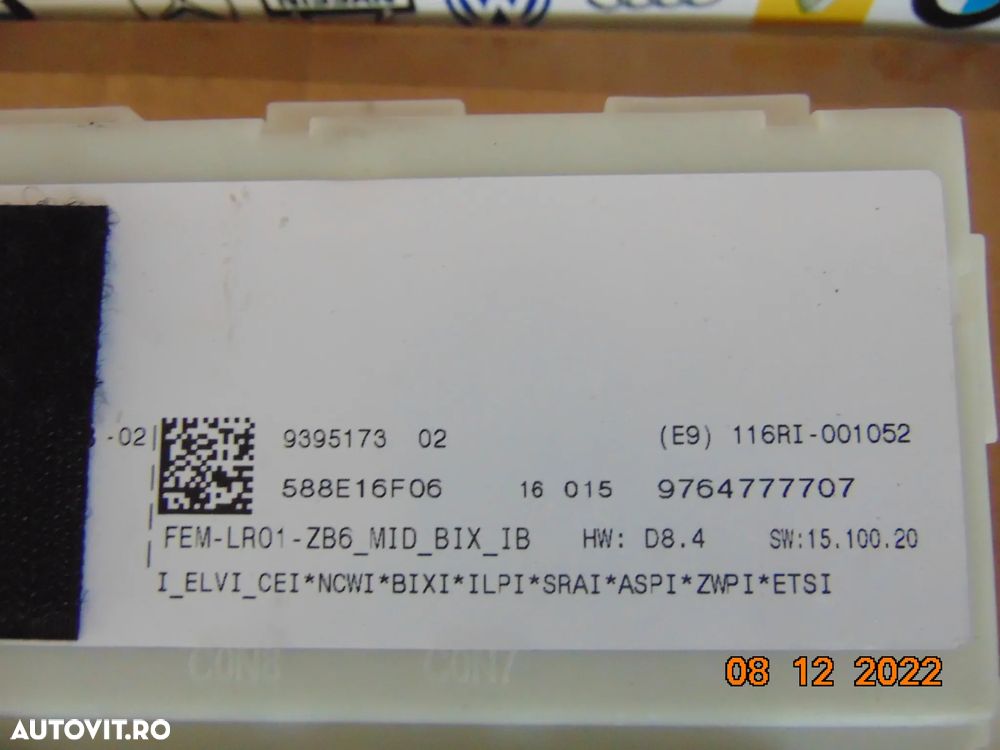 NISSAN
-02
9395173 02 (E9) 116RI-001052
588E16F06 16 015 9764777707
FEM-LR01-ZB6_MID_BIX_IB HW: D8.4 SW:15.100.20
I_ELVI_CEI*NCWI*BIXI*ILPI*SRAI*ASPI*ZWPI*ETSI
CON8 CON7
08 12 2022
AUTOVIT.RO